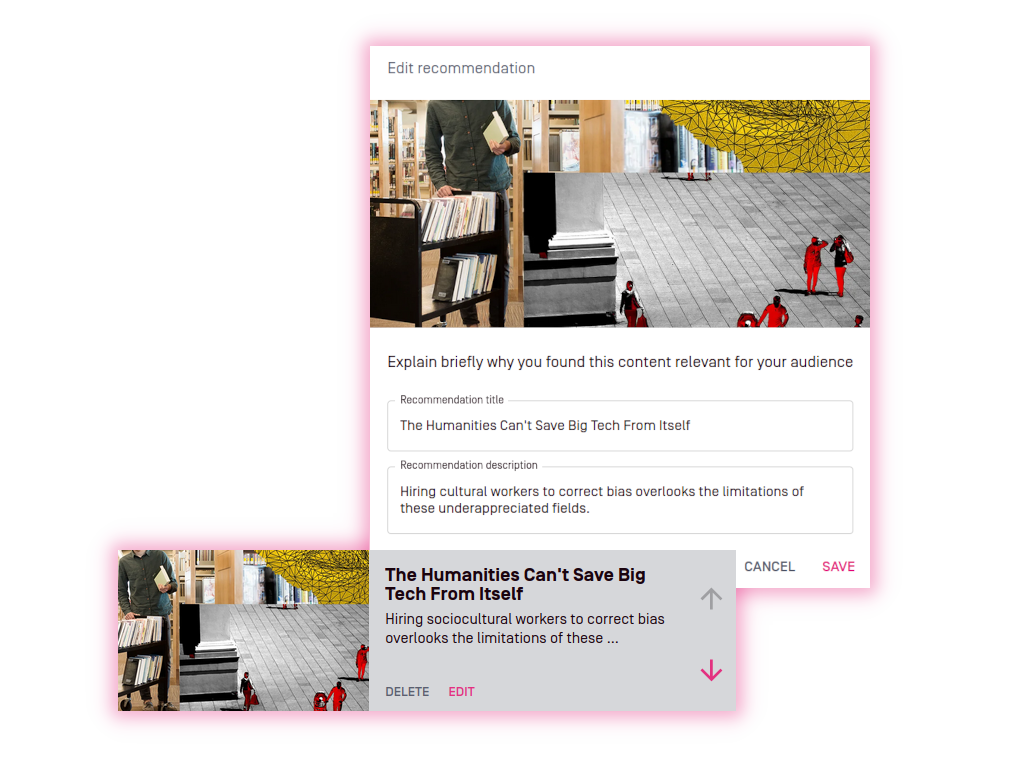 Edit recommendation
Explain briefly why you found this content relevant for your audience
Recommendation title
The Humanities Can't Save Big Tech From Itself
Recommendation description
Hiring cultural workers to correct bias overlooks the limitations of
these underappreciated fields.
CANCEL SAVE
The Humanities Can't Save Big
Tech From Itself
Hiring sociocultural workers to correct bias
overlooks the limitations of these ...
DELETE EDIT